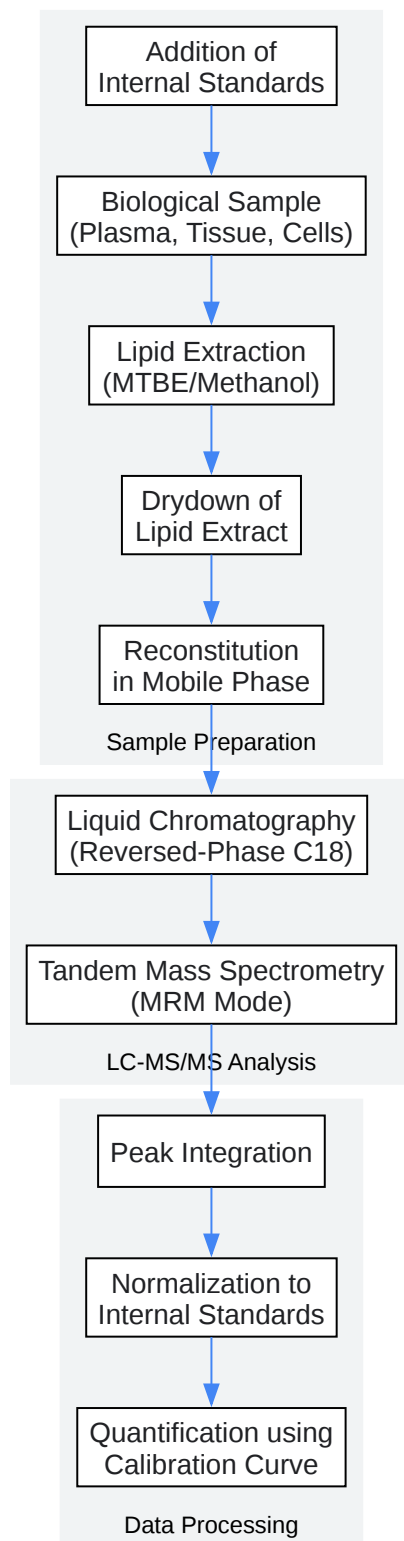 Addition of
Internal Standards
Biological Sample
(Plasma, Tissue, Cells)
Lipid Extraction
(MTBE/Methanol)
Drydown of
Lipid Extract
Reconstitution
in Mobile Phase
Sample Preparation
Liquid Chromatography
(Reversed-Phase C18)
Tandem Mass Spectrometry
(MRM Mode)
LC-MS/MS Analysis
Peak Integration
Normalization to
Internal Standards
Quantification using
Calibration Curve
Data Processing